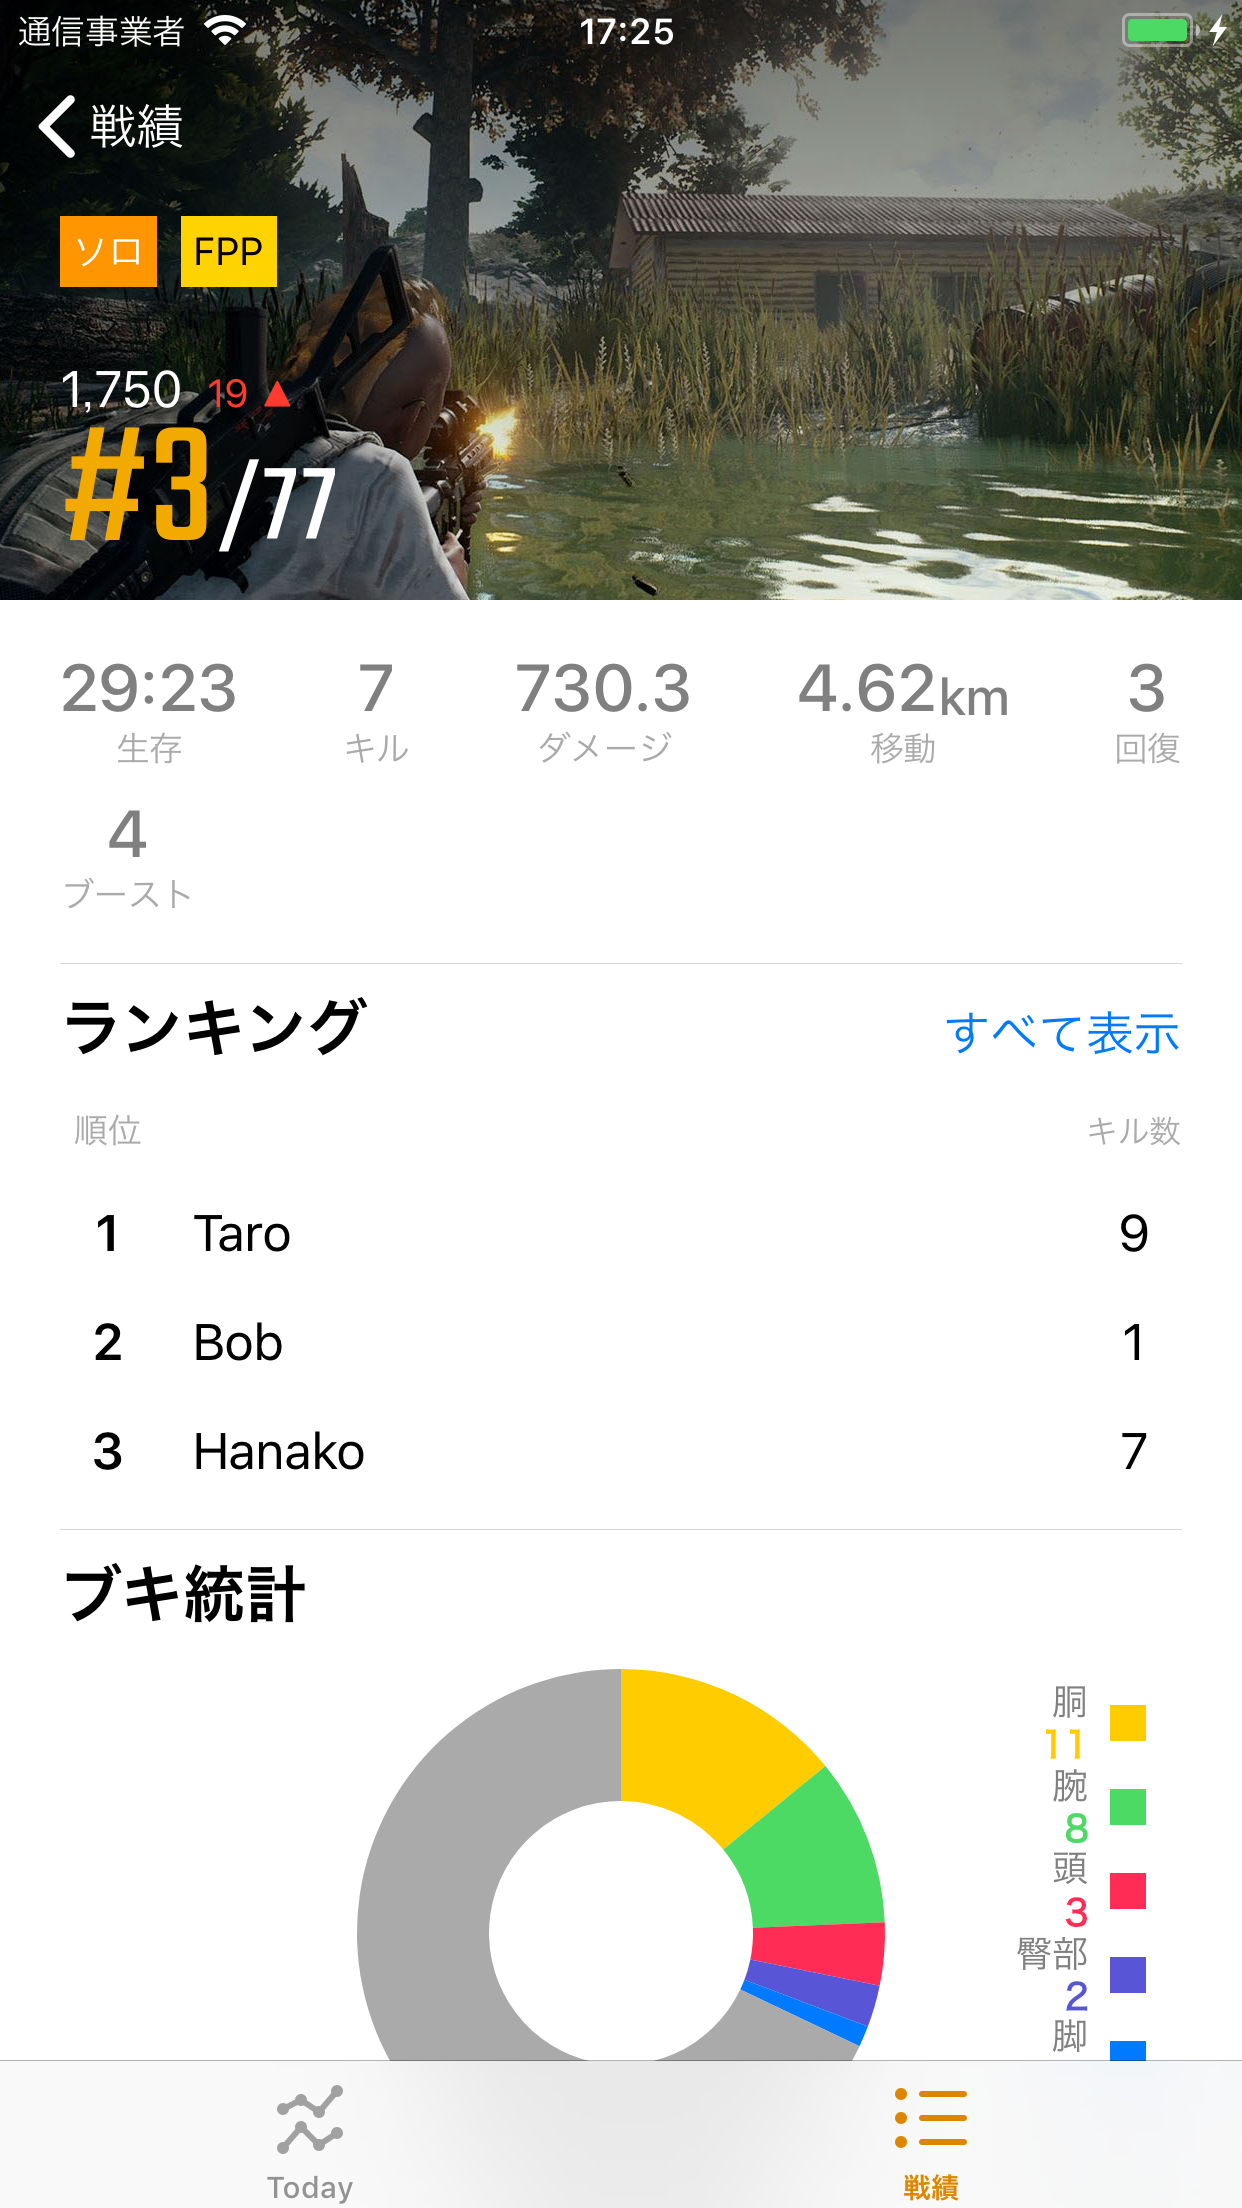 通信事業者 17:25
戦績
ソロ FPP
1,750 19 ▲
#3/77
29:23 7 730.3 4.62km 3
生存 キル ダメージ 移動 回復
4
ブースト
ランキング すべて表示
順位 キル数
1 Taro 9
2 Bob 1
3 Hanako 7
ブキ統計
胴
11
腕
8
頭
3
臀部
2
脚
Today 戦績